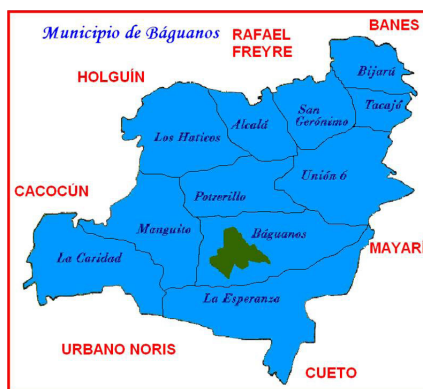 Municipio de Báguanos
RAFAEL
FREYRE
BANES
HOLGUÍN
Bijarú
Tacajó
San
Gerónimo
Alcalá
Los Haticos
Unión 6
Potrerillo
CACOCÚN
Manguito
Báguanos
MAYARÍ
La Caridad
La Esperanza
URBANO NORIS
CUETO